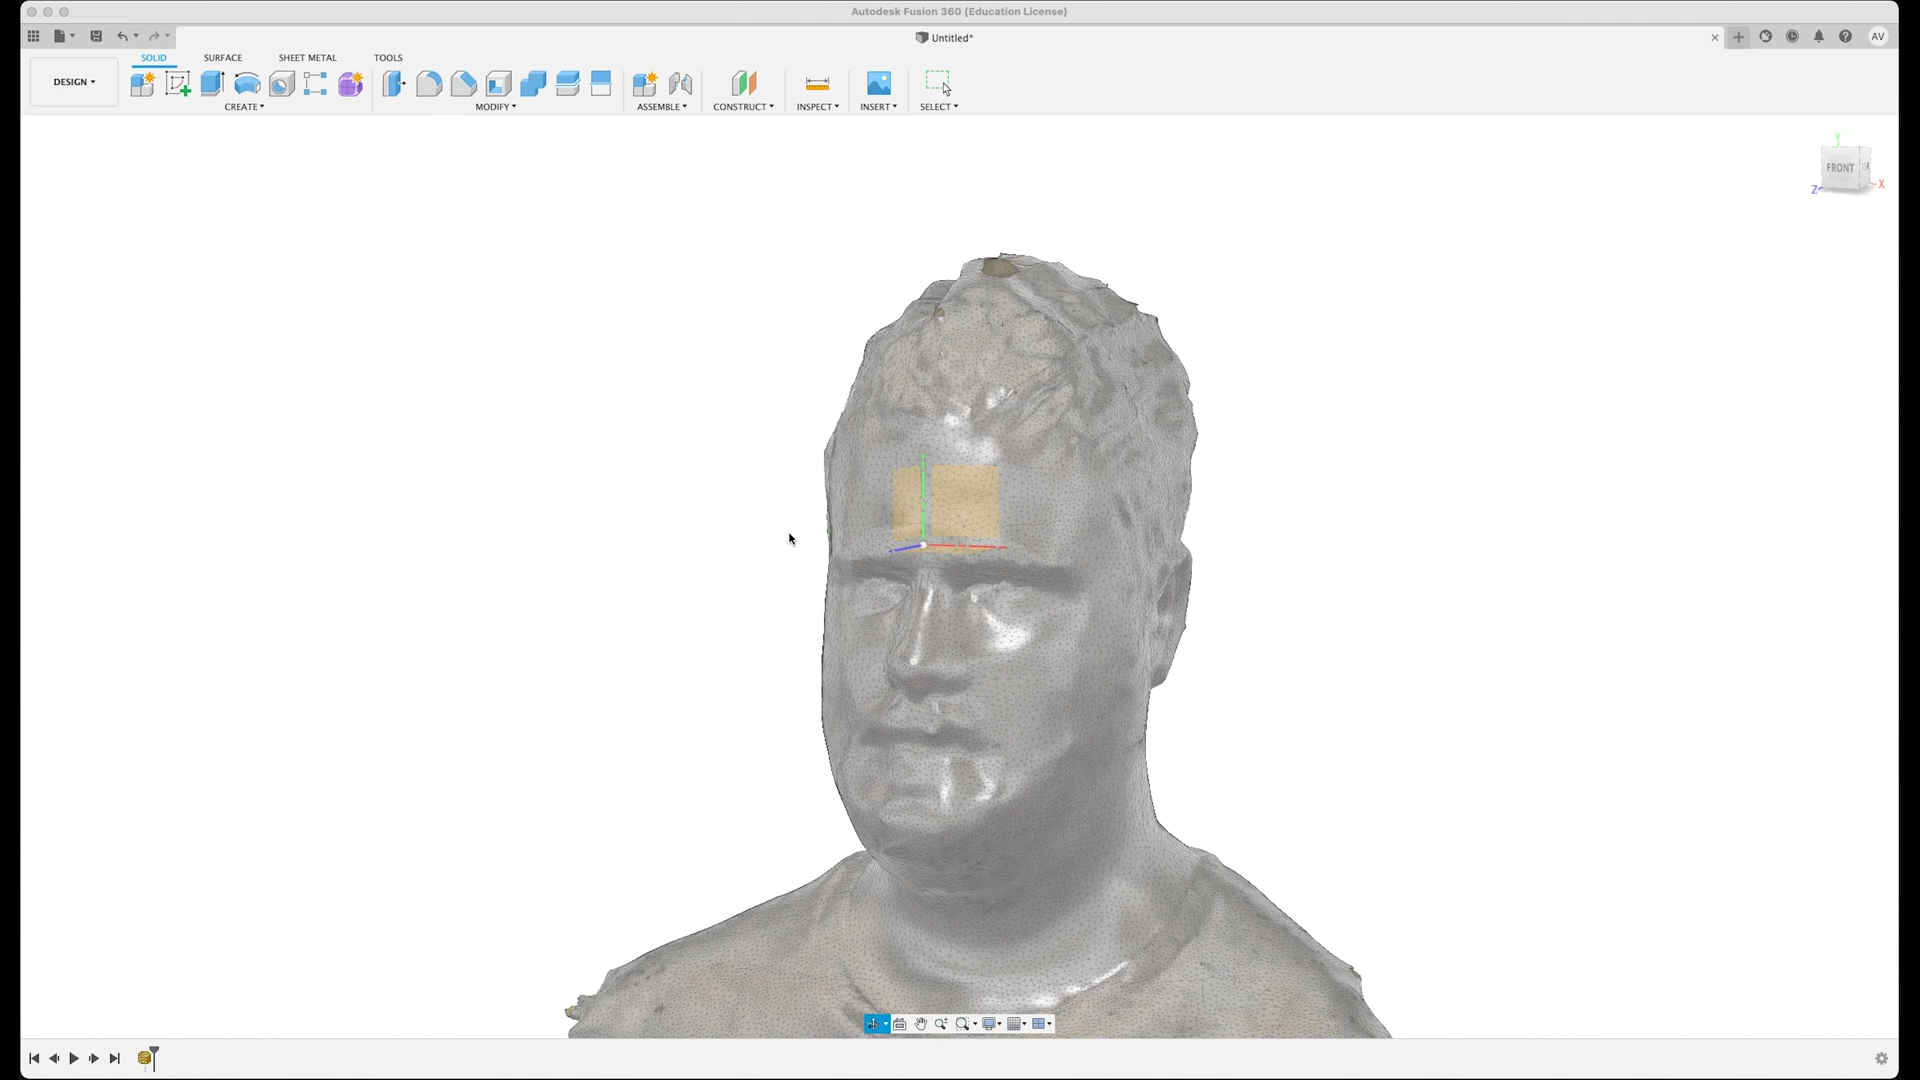 Autodesk Fusion 360 (Education License)
Untitled*
AV
SOLID SURFACE SHEET METAL TOOLS
DESIGN
CREATE MODIFY ASSEMBLE CONSTRUCT INSPECT INSERT SELECT
Y
FRONT
Z X